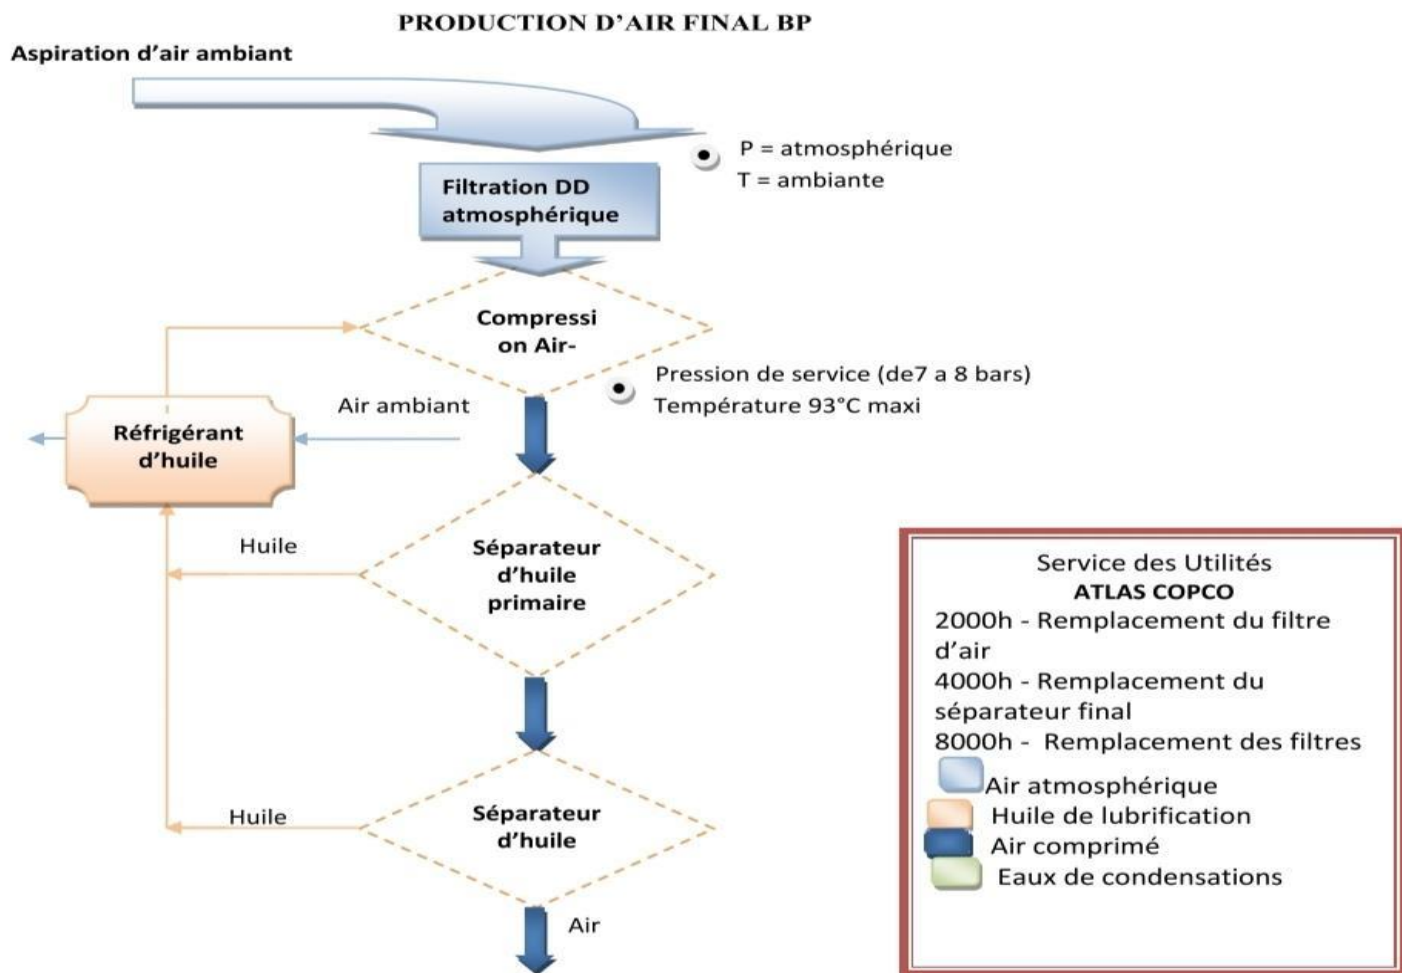 PRODUCTION D’AIR FINAL BP
Aspiration d’air ambiant
P = atmosphérique
T = ambiante
Filtration DD
atmosphérique
Compressi
on Air-
Pression de service (de7 a 8 bars)
Température 93°C maxi
Air ambiant
Réfrigérant
d’huile
Huile
Séparateur
d’huile
primaire
Huile
Séparateur
d’huile
Air
Service des Utilités
ATLAS COPCO
2000h - Remplacement du filtre
d’air
4000h - Remplacement du
séparateur final
8000h - Remplacement des filtres
Air atmosphérique
Huile de lubrification
Air comprimé
Eaux de condensations